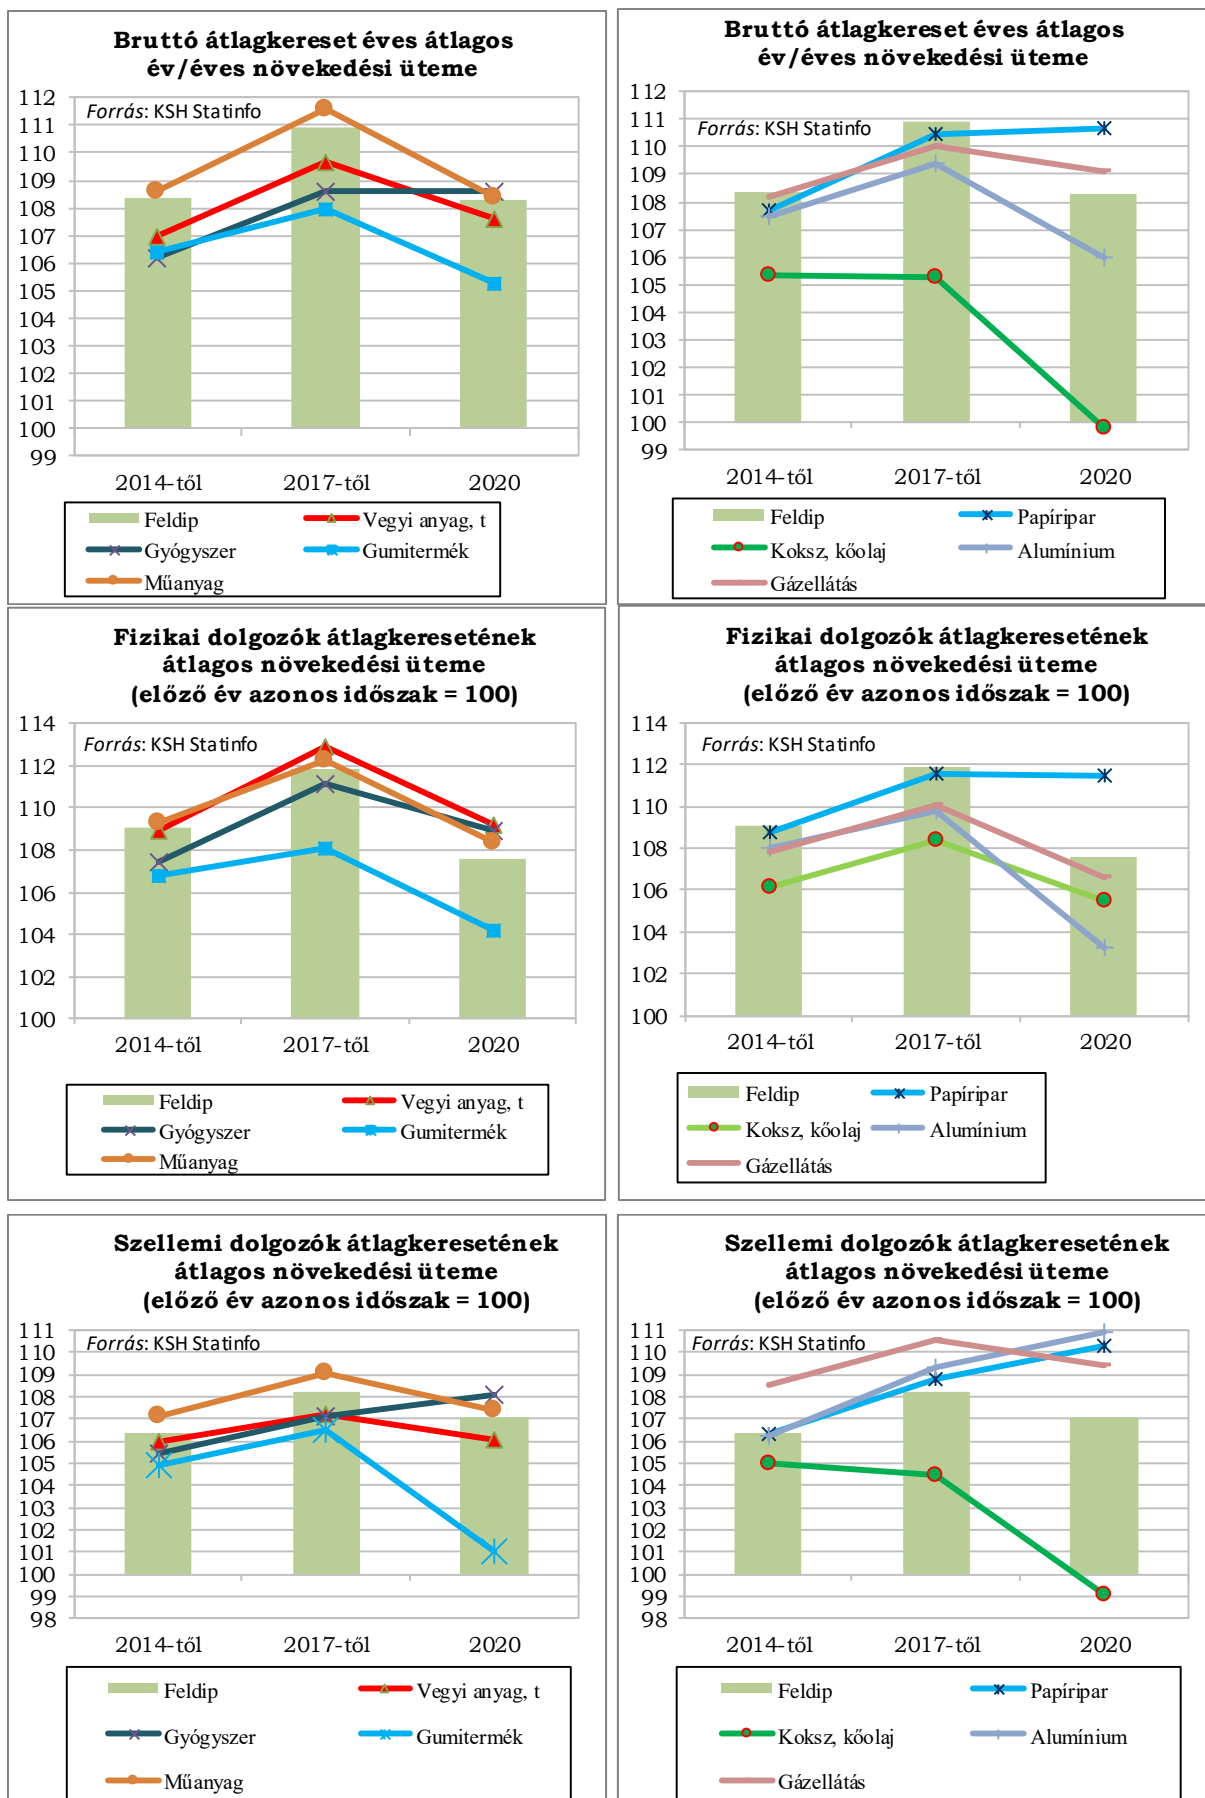 Bruttó átlagkereset éves átlagos
év/éves növekedési üteme
Forrás: KSH Statinfo
112
111
110
109
108
107
106
105
104
103
102
101
100
99
2014-től
2017-től
2020
Feldip
Vegyi anyag, t
Gyógyszer
Gumitermék
Műanyag
Bruttó átlagkereset éves átlagos
év/éves növekedési üteme
Forrás: KSH Statinfo
112
111
110
109
108
107
106
105
104
103
102
101
100
99
2014-től
2017-től
2020
Feldip
Papíripar
Koksz, kőolaj
Alumínium
Gázellátás
Fizikai dolgozók átlagkeresetének
átlagos növekedési üteme
(előző év azonos időszak = 100)
Forrás: KSH Statinfo
114
112
110
108
106
104
102
100
2014-től
2017-től
2020
Feldip
Vegyi anyag, t
Gyógyszer
Gumitermék
Műanyag
Fizikai dolgozók átlagkeresetének
átlagos növekedési üteme
(előző év azonos időszak = 100)
Forrás: KSH Statinfo
114
112
110
108
106
104
102
100
2014-től
2017-től
2020
Feldip
Papíripar
Koksz, kőolaj
Alumínium
Gázellátás
Szellemi dolgozók átlagkeresetének
átlagos növekedési üteme
(előző év azonos időszak = 100)
Forrás: KSH Statinfo
111
110
109
108
107
106
105
104
103
102
101
100
99
98
2014-től
2017-től
2020
Feldip
Vegyi anyag, t
Gyógyszer
Gumitermék
Műanyag
Szellemi dolgozók átlagkeresetének
átlagos növekedési üteme
(előző év azonos időszak = 100)
Forrás: KSH Statinfo
111
110
109
108
107
106
105
104
103
102
101
100
99
98
2014-től
2017-től
2020
Feldip
Papíripar
Koksz, kőolaj
Alumínium
Gázellátás